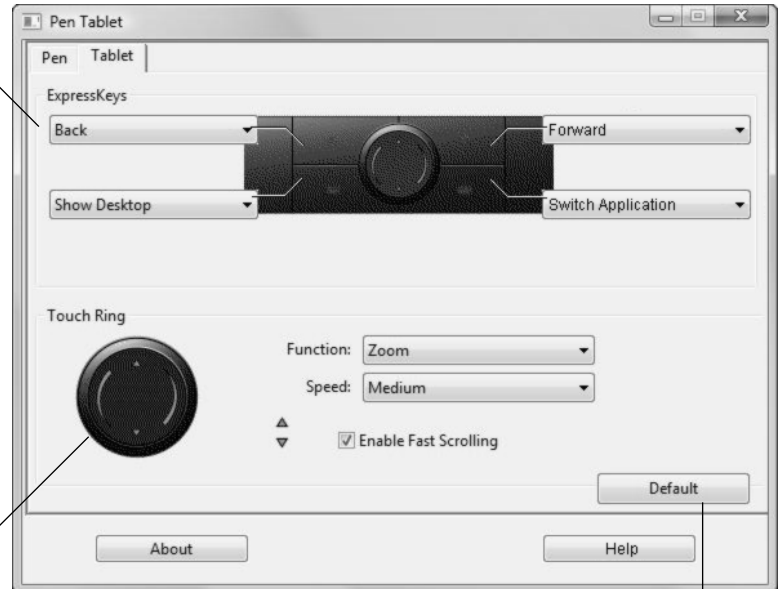 Pen Tablet
Pen Tablet
ExpressKeys
Back Forward
Show Desktop Switch Application
Touch Ring
Function: Zoom
Speed: Medium
Enable Fast Scrolling
Default
About Help